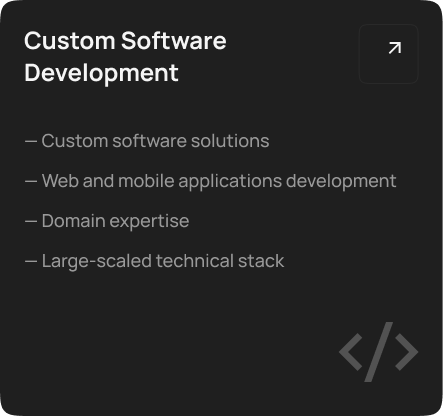 Custom Software
Development
— Custom software solutions
— Web and mobile applications development
— Domain expertise
— Large-scaled technical stack